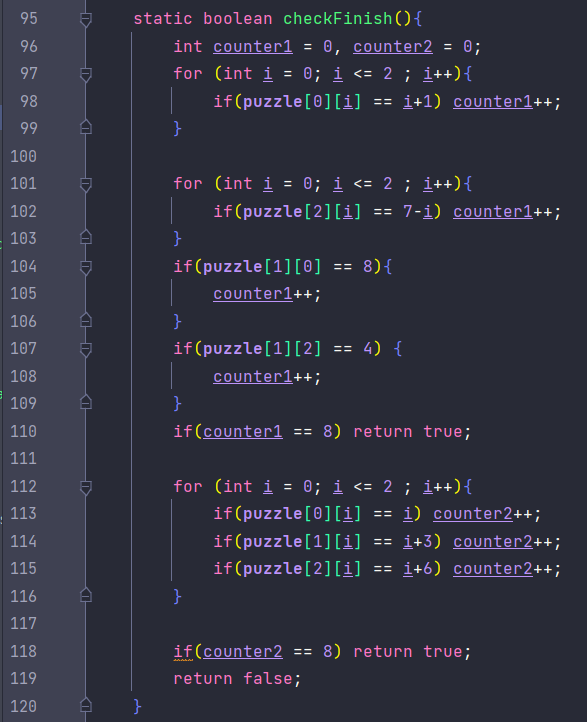 95 static boolean checkFinish(){
96 int counter1 = 0, counter2 = 0;
97 for (int i = 0; i <= 2 ; i++){
98 if(puzzle[0][i] == i+1) counter1++;
99 }
100
101 for (int i = 0; i <= 2 ; i++){
102 if(puzzle[2][i] == 7-i) counter1++;
103 }
104 if(puzzle[1][0] == 8){
105 counter1++;
106 }
107 if(puzzle[1][2] == 4) {
108 counter1++;
109 }
110 if(counter1 == 8) return true;
111
112 for (int i = 0; i <= 2 ; i++){
113 if(puzzle[0][i] == i) counter2++;
114 if(puzzle[1][i] == i+3) counter2++;
115 if(puzzle[2][i] == i+6) counter2++;
116 }
117
118 if(counter2 == 8) return true;
119 return false;
120 }